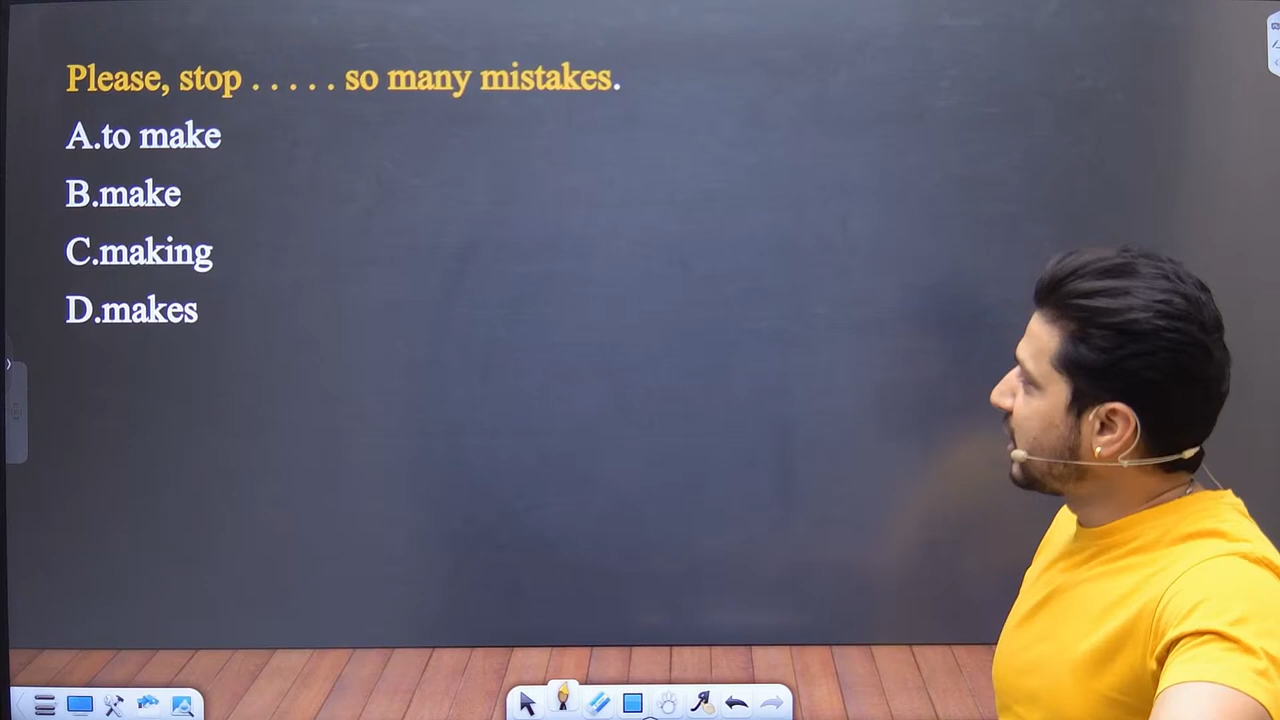 Please, stop . . . . . so many mistakes.
A.to make
B.make
C.making
D.makes